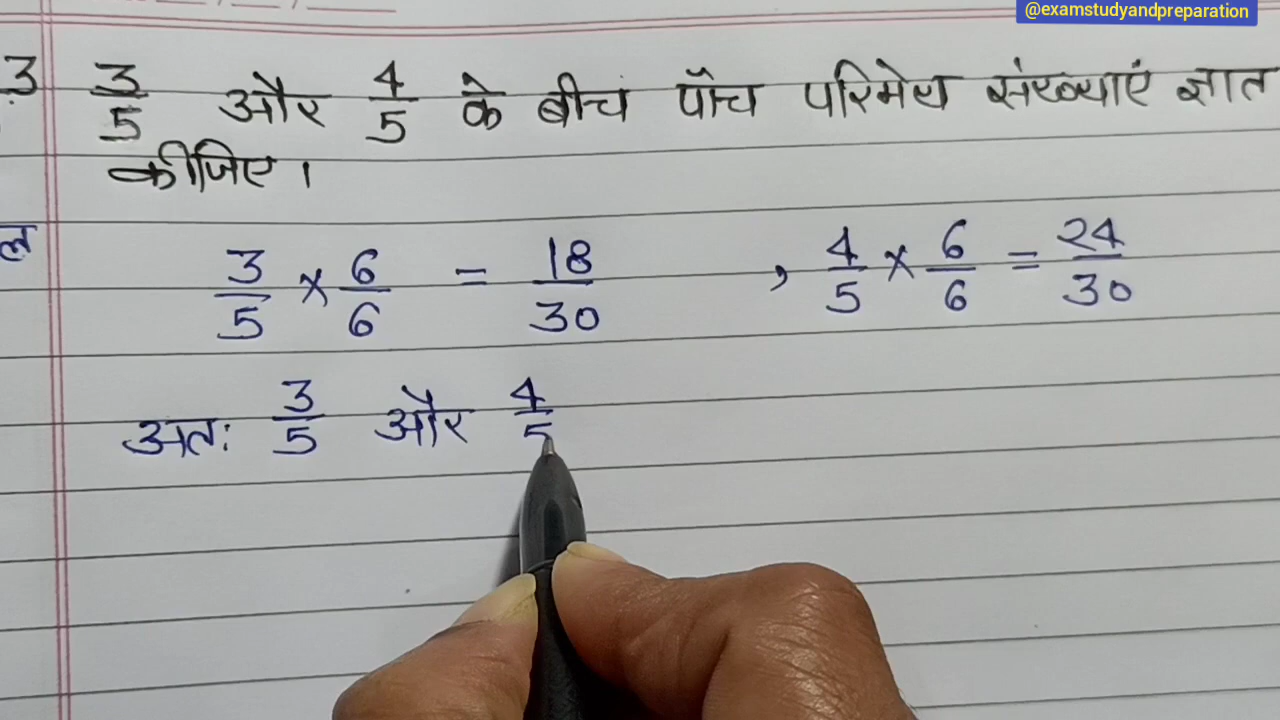 @examstudyandpreparation
3 3/5 और 4/5 के बीच पाँच परिमेय संख्याएं ज्ञात
कीजिए।
3/5 × 6/6 = 18/30 , 4/5 × 6/6 = 24/30
अतः 3/5 और 4/5